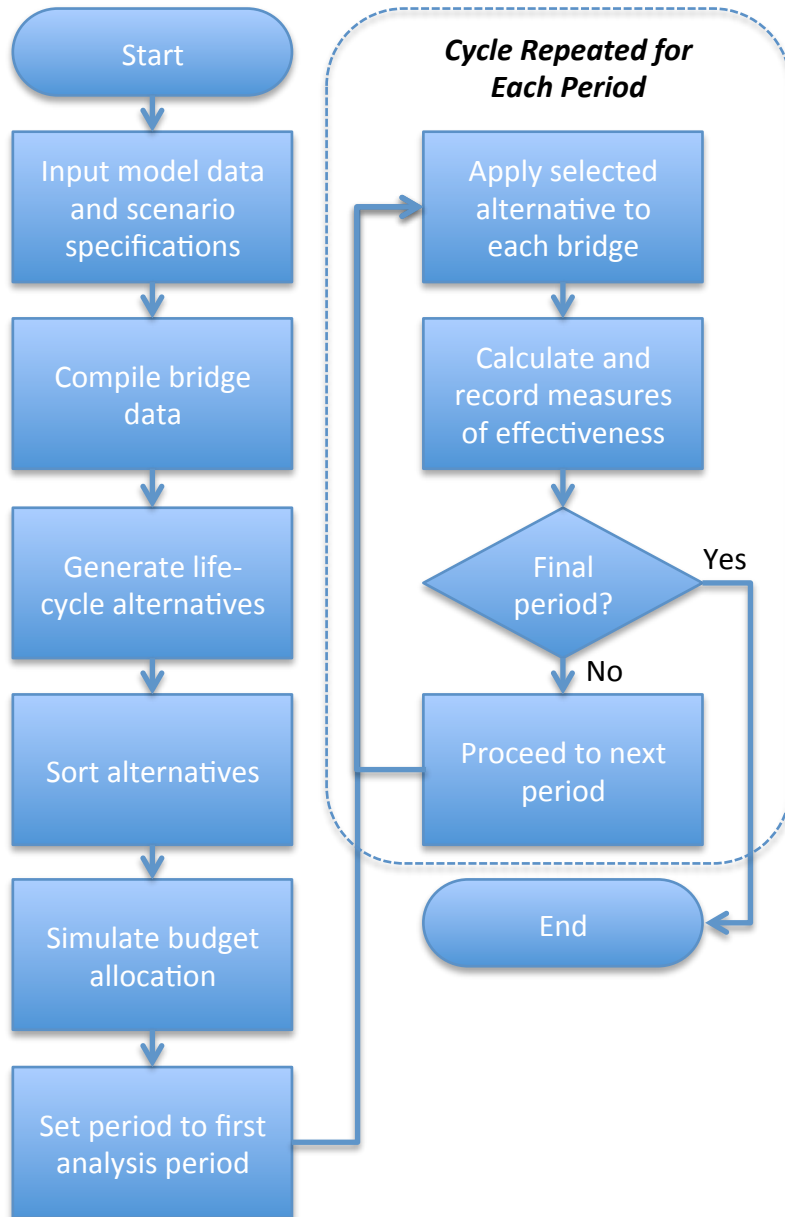 Start
Input model data
and scenario
specifications
Compile bridge
data
Generate life-
cycle alternatives
Sort alternatives
Simulate budget
allocation
Set period to first
analysis period
Cycle Repeated for
Each Period
Apply selected
alternative to
each bridge
Calculate and
record measures
of effectiveness
Final
period?
Yes
No
Proceed to next
period
End